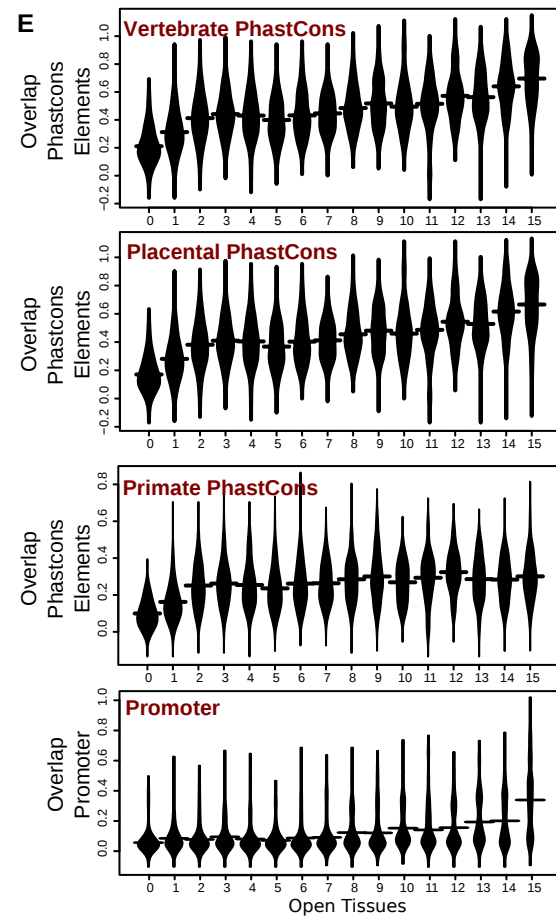 E
Vertebrate PhastCons
Overlap
Phastcons
Elements
1.0
0.8
0.6
0.4
0.2
0.0
−0.2
0 1 2 3 4 5 6 7 8 9 10 11 12 13 14 15
Placental PhastCons
Overlap
Phastcons
Elements
1.0
0.8
0.6
0.4
0.2
0.0
−0.2
0 1 2 3 4 5 6 7 8 9 10 11 12 13 14 15
Primate PhastCons
Overlap
Phastcons
Elements
0.8
0.6
0.4
0.2
0.0
0 1 2 3 4 5 6 7 8 9 10 11 12 13 14 15
Promoter
Overlap
Promoter
1.0
0.8
0.6
0.4
0.2
0.0
0 1 2 3 4 5 6 7 8 9 10 11 12 13 14 15
Open Tissues